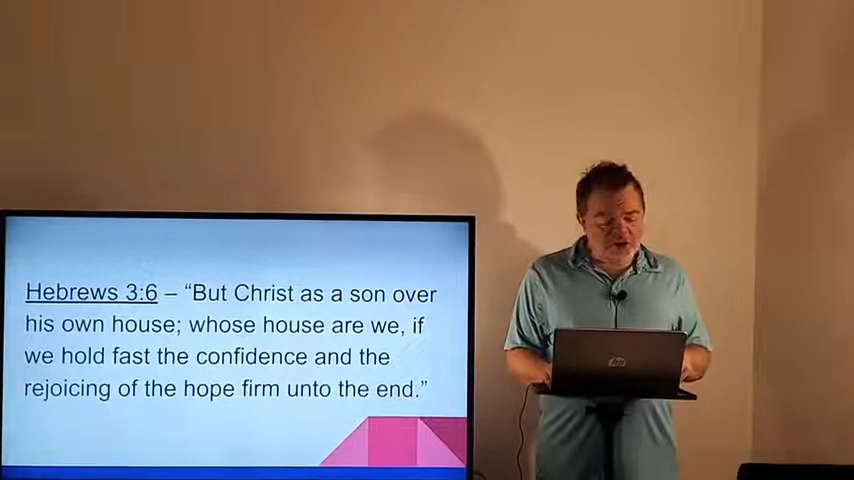 Hebrews 3:6 – “But Christ as a son over
his own house; whose house are we, if
we hold fast the confidence and the
rejoicing of the hope firm unto the end.”
hp